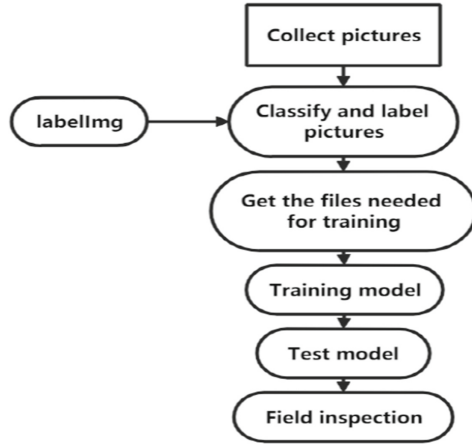 Collect pictures
labelImg
Classify and label
pictures
Get the files needed
for training
Training model
Test model
Field inspection